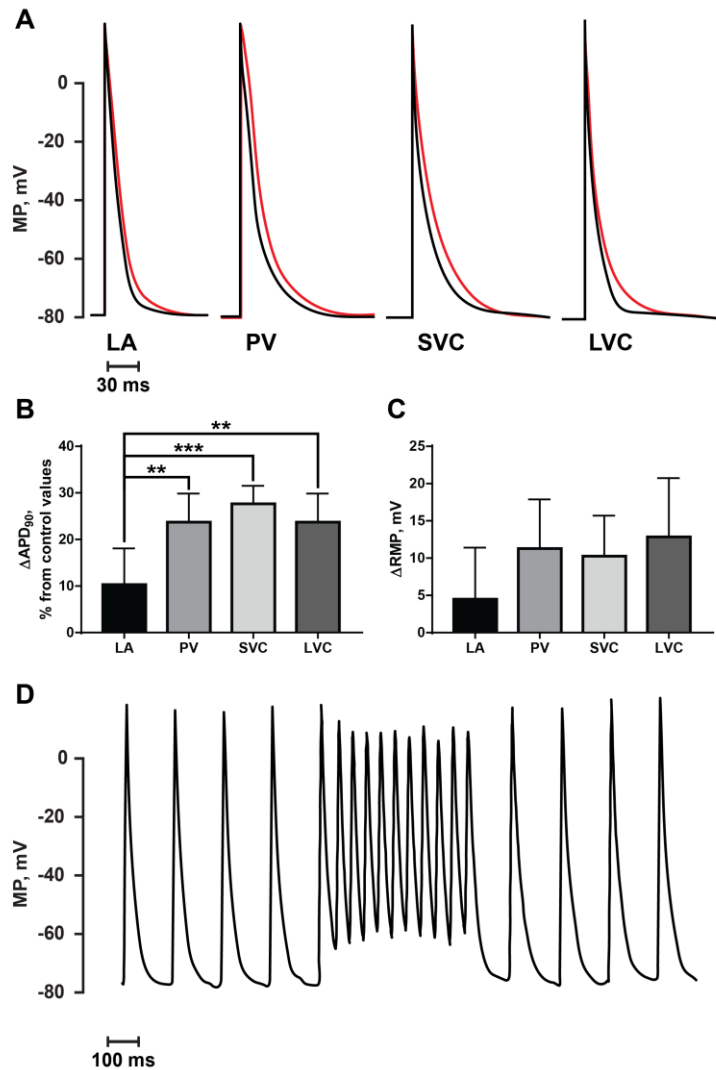 A
MP, mV
0
-20
-40
-60
-80
LA PV SVC LVC
30 ms
B
ΔAPD90,
% from control values
40
30
20
10
0
**
***
**
LA PV SVC LVC
C
ΔRMP, mV
25
20
15
10
5
0
LA PV SVC LVC
D
MP, mV
0
-20
-40
-60
-80
100 ms